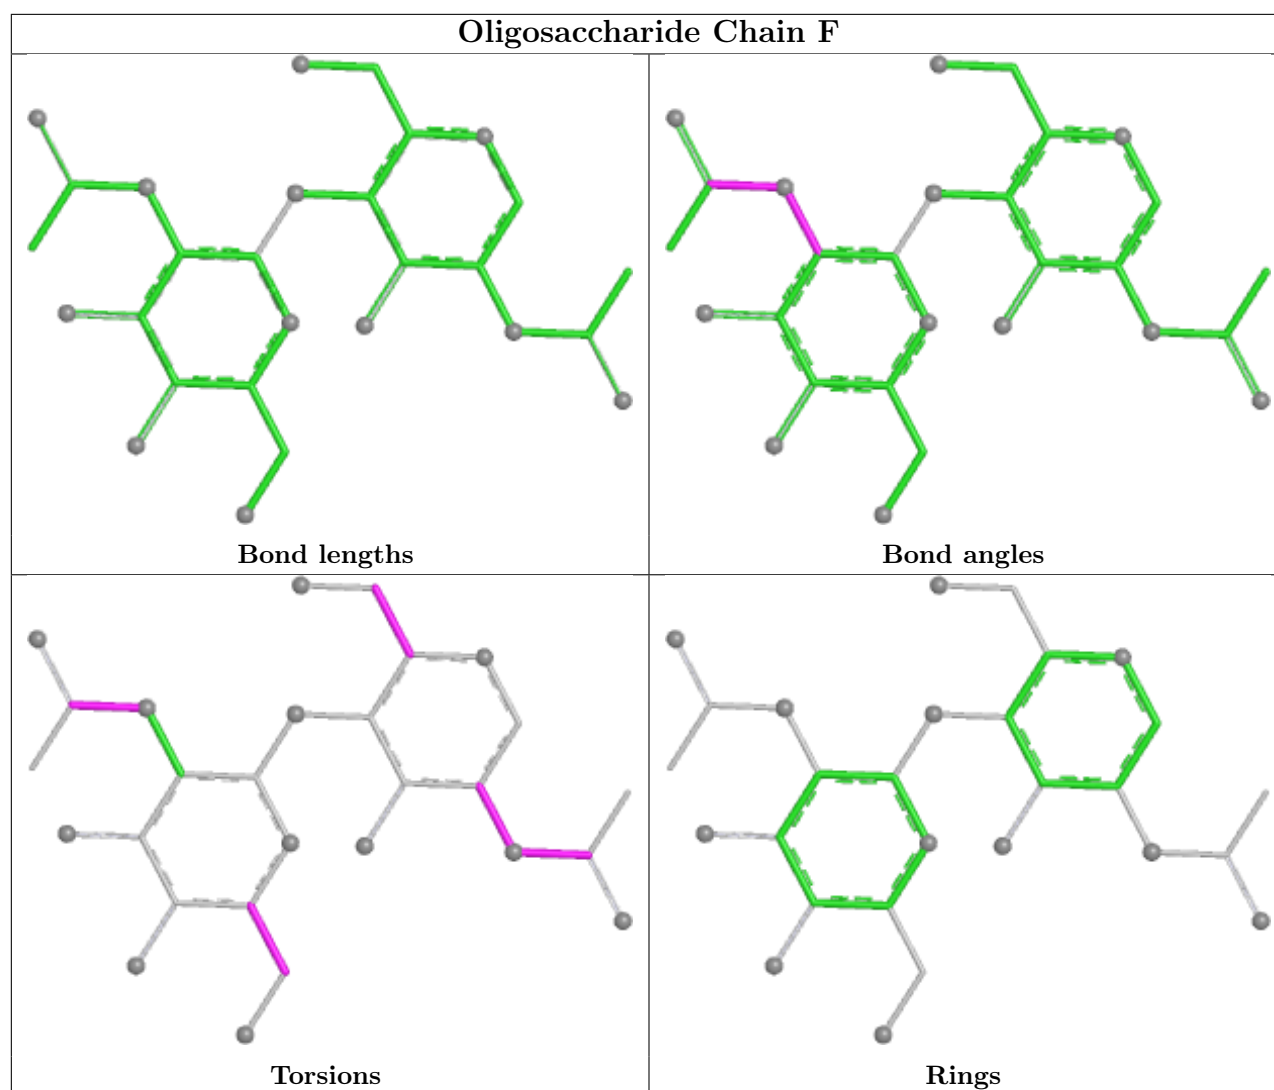 Oligosaccharide Chain F
Bond lengths
Bond angles
Torsions
Rings